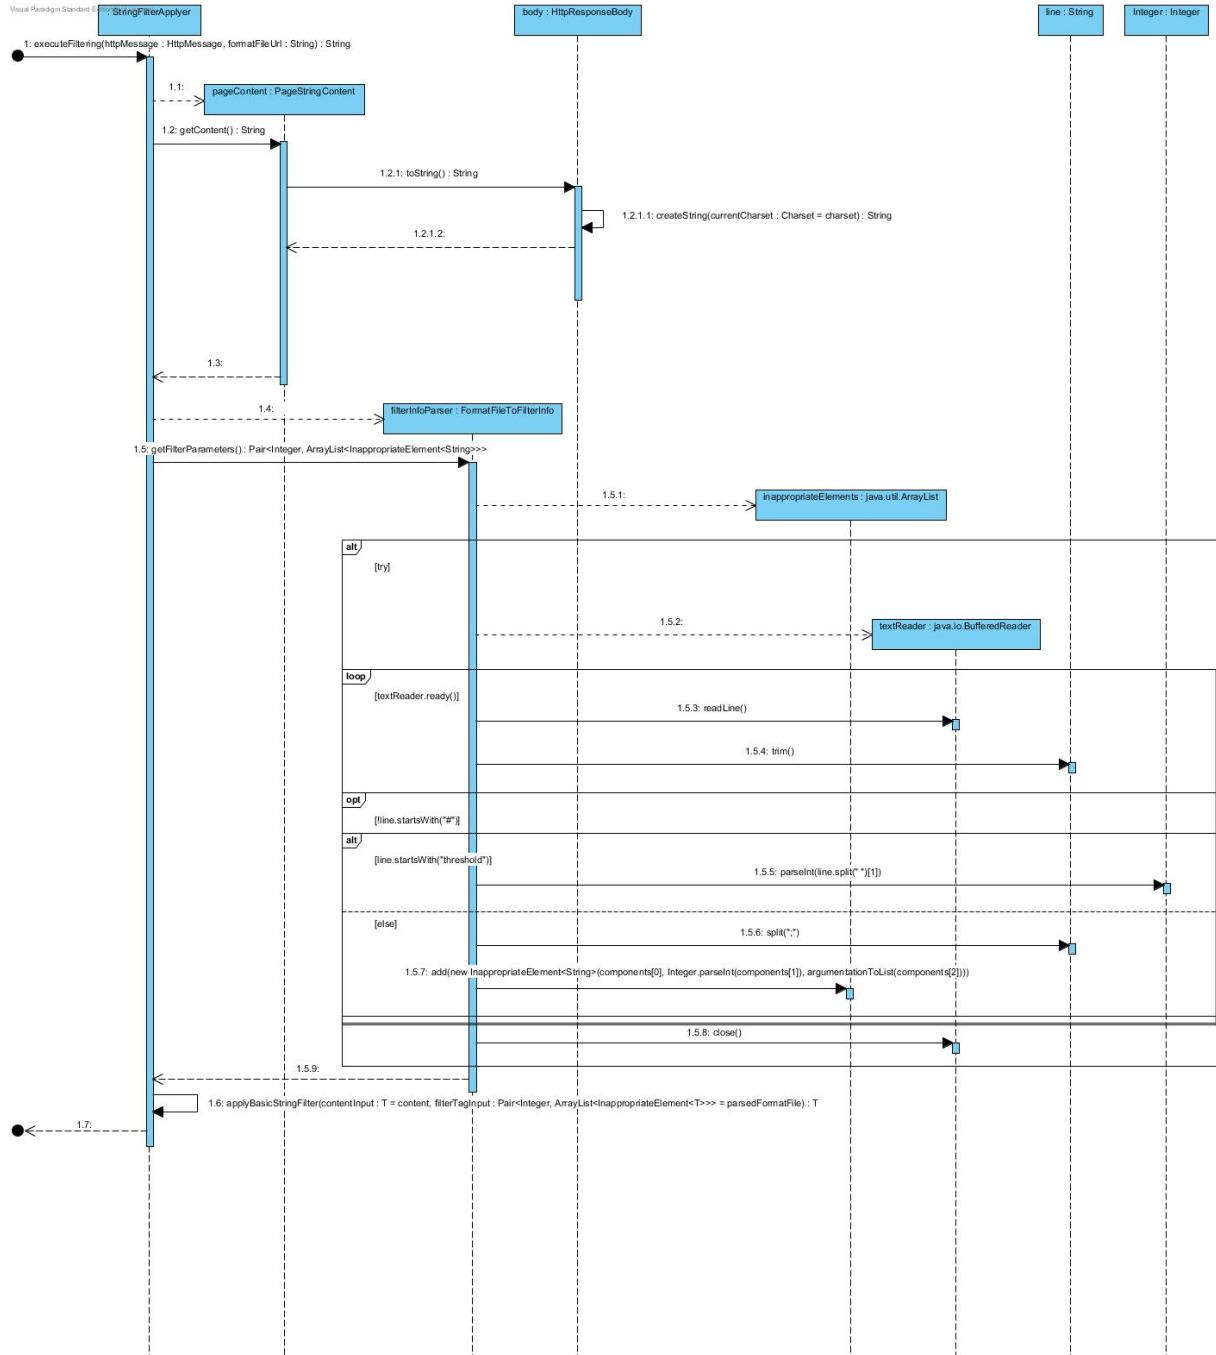 Visual Paradigm Standard E
: StringFilterApplyer
body : HttpResponseBody
line : String
Integer : Integer
1: executeFiltering(httpMessage : HttpMessage, formatFileUrl : String) : String
1.1:
pageContent : PageStringContent
1.2: getContent() : String
1.2.1: toString() : String
1.2.1.1: createString(currentCharset : Charset = charset) : String
1.2.1.2:
1.3:
1.4:
filterInfoParser : FormatFileToFilterInfo
1.5: getFilterParameters() : Pair<Integer, ArrayList<InappropriateElement<String>>>
1.5.1:
inappropriateElements : java.util.ArrayList
alt
[try]
1.5.2:
textReader : java.io.BufferedReader
loop
[textReader.ready()]
1.5.3: readLine()
1.5.4: trim()
opt
[!line.startsWith("#")]
alt
[line.startsWith("threshold")]
1.5.5: parseInt(line.split(" ")[1])
[else]
1.5.6: split(";")
1.5.7: add(new InappropriateElement<String>(components[0], Integer.parseInt(components[1]), argumentationToList(components[2])))
1.5.8: close()
1.5.9:
1.6: applyBasicStringFilter(contentInput : T = content, filterTagInput : Pair<Integer, ArrayList<InappropriateElement<T>>> = parsedFormatFile) : T
1.7: